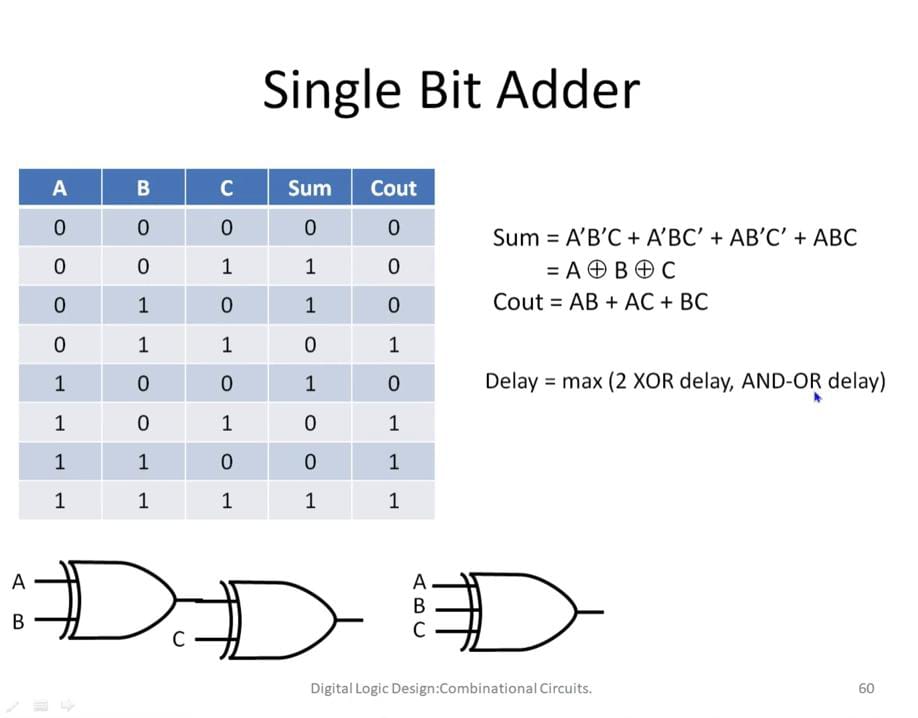 Single Bit Adder
A B C Sum Cout
0 0 0 0 0
0 0 1 1 0
0 1 0 1 0
0 1 1 0 1
1 0 0 1 0
1 0 1 0 1
1 1 0 0 1
1 1 1 1 1
Sum = A′B′C + A′BC′ + AB′C′ + ABC
= A ⊕ B ⊕ C
Cout = AB + AC + BC
Delay = max (2 XOR delay, AND-OR delay)
A
B
C
A
B
C
Digital Logic Design:Combinational Circuits. 60